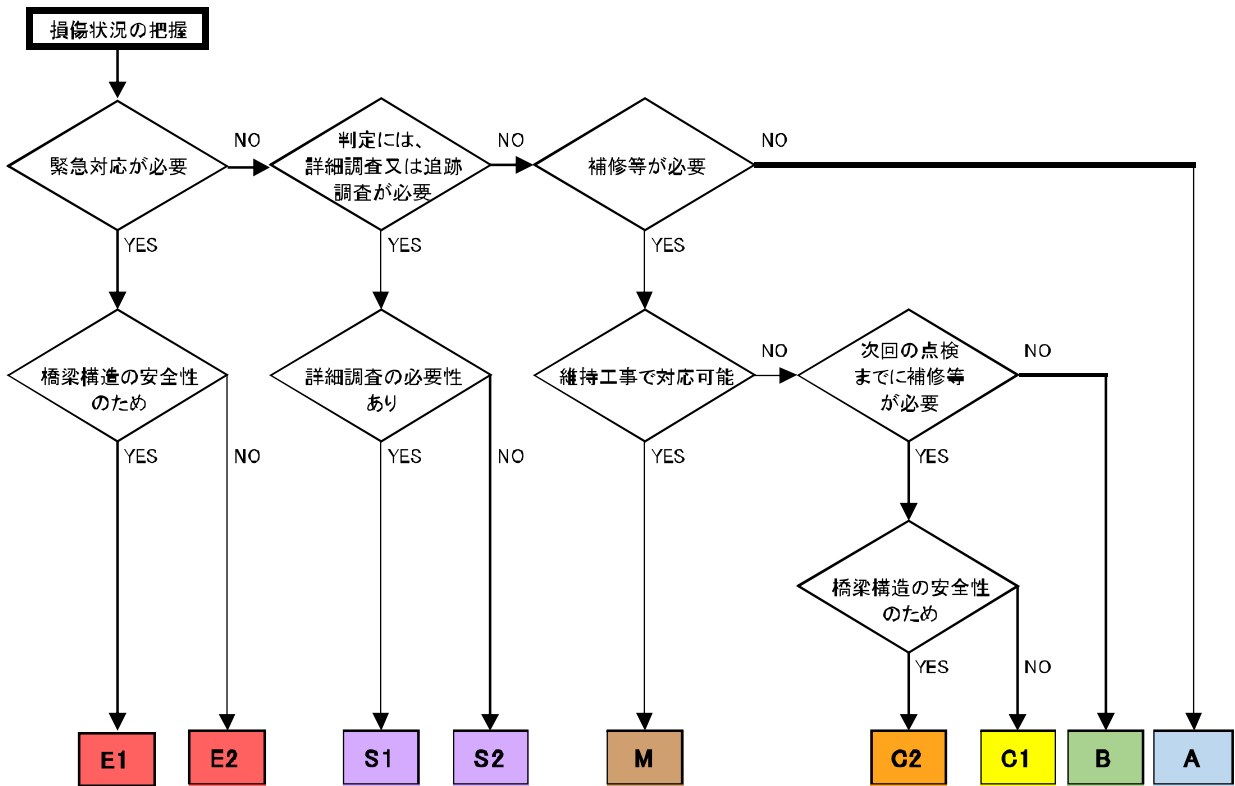 損傷状況の把握
緊急対応が必要
NO
判定には、
詳細調査又は追跡
調査が必要
NO
補修等が必要
NO
YES
YES
YES
橋梁構造の安全性
のため
詳細調査の必要性
あり
維持工事で対応可能
NO
次回の点検
までに補修等
が必要
NO
YES
NO
YES
NO
YES
YES
橋梁構造の安全性
のため
YES
NO
E1
E2
S1
S2
M
C2
C1
B
A